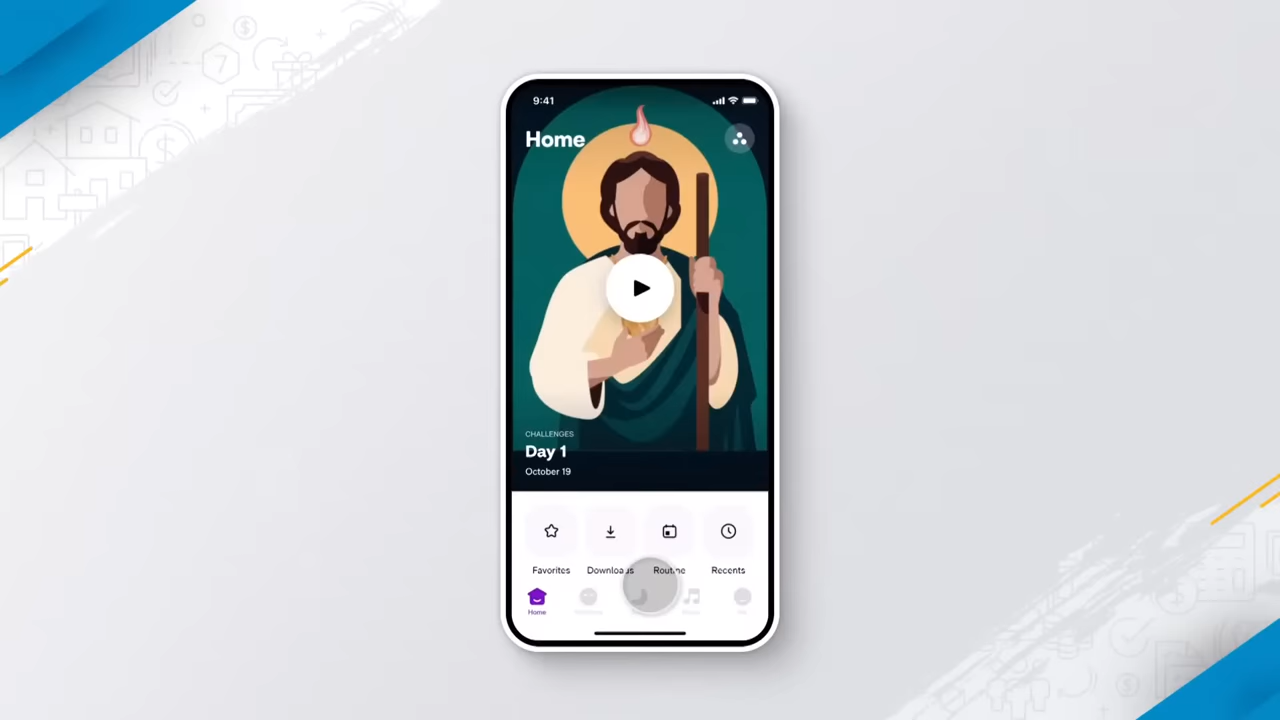 9:41
Home
CHALLENGES
Day 1
October 19
Favorites
Routine
Recents
Home